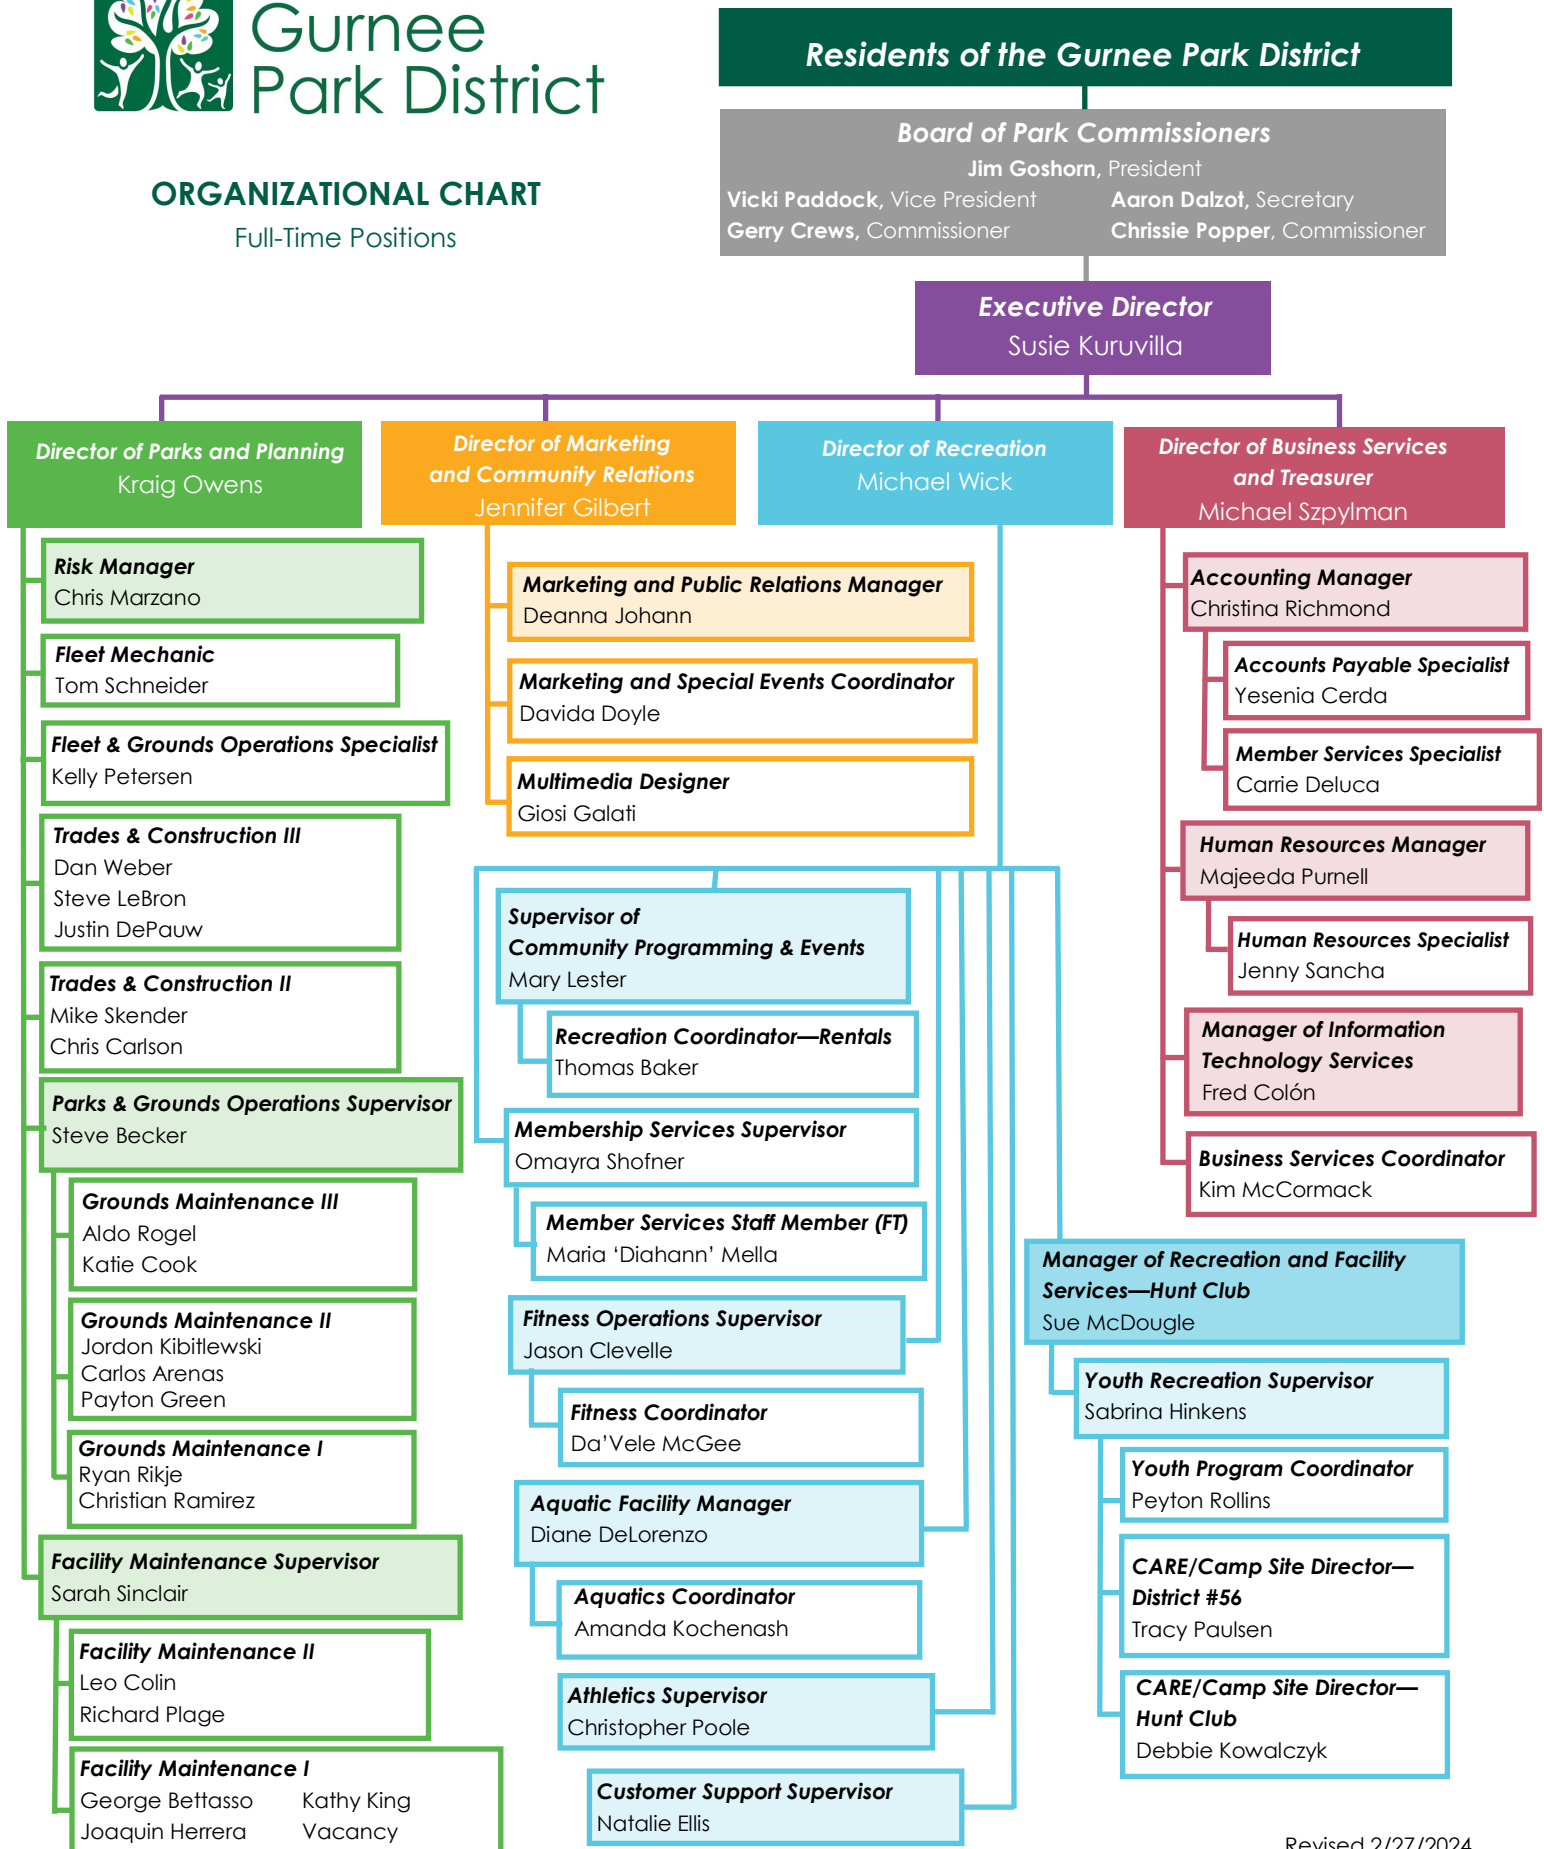 Gurnee
Park District
ORGANIZATIONAL CHART
Full-Time Positions
Residents of the Gurnee Park District
Board of Park Commissioners
Jim Goshorn, President
Vicki Paddock, Vice President Aaron Dalzot, Secretary
Gerry Crews, Commissioner Chrissie Popper, Commissioner
Executive Director
Susie Kuruvilla
Director of Parks and Planning
Kraig Owens
Risk Manager
Chris Marzano
Fleet Mechanic
Tom Schneider
Fleet & Grounds Operations Specialist
Kelly Petersen
Trades & Construction III
Dan Weber
Steve LeBron
Justin DePauw
Trades & Construction II
Mike Skender
Chris Carlson
Parks & Grounds Operations Supervisor
Steve Becker
Grounds Maintenance III
Aldo Rogel
Katie Cook
Grounds Maintenance II
Jordon Kibitlewski
Carlos Arenas
Payton Green
Grounds Maintenance I
Ryan Rikje
Christian Ramirez
Facility Maintenance Supervisor
Sarah Sinclair
Facility Maintenance II
Leo Colin
Richard Plage
Facility Maintenance I
George Bettasso Kathy King
Joaquin Herrera Vacancy
Director of Marketing
and Community Relations
Jennifer Gilbert
Marketing and Public Relations Manager
Deanna Johann
Marketing and Special Events Coordinator
Davida Doyle
Multimedia Designer
Giosi Galati
Director of Recreation
Michael Wick
Supervisor of
Community Programming & Events
Mary Lester
Recreation Coordinator—Rentals
Thomas Baker
Membership Services Supervisor
Omayra Shofner
Member Services Staff Member (FT)
Maria ‘Diahann’ Mella
Fitness Operations Supervisor
Jason Clevelle
Fitness Coordinator
Da’Vele McGee
Aquatic Facility Manager
Diane DeLorenzo
Aquatics Coordinator
Amanda Kochenash
Athletics Supervisor
Christopher Poole
Customer Support Supervisor
Natalie Ellis
Manager of Recreation and Facility
Services—Hunt Club
Sue McDougle
Youth Recreation Supervisor
Sabrina Hinkens
Youth Program Coordinator
Peyton Rollins
CARE/Camp Site Director—
District #56
Tracy Paulsen
CARE/Camp Site Director—
Hunt Club
Debbie Kowalczyk
Director of Business Services
and Treasurer
Michael Szpylman
Accounting Manager
Christina Richmond
Accounts Payable Specialist
Yesenia Cerda
Member Services Specialist
Carrie Deluca
Human Resources Manager
Majeeda Purnell
Human Resources Specialist
Jenny Sancha
Manager of Information
Technology Services
Fred Colón
Business Services Coordinator
Kim McCormack
Revised 2/27/2024